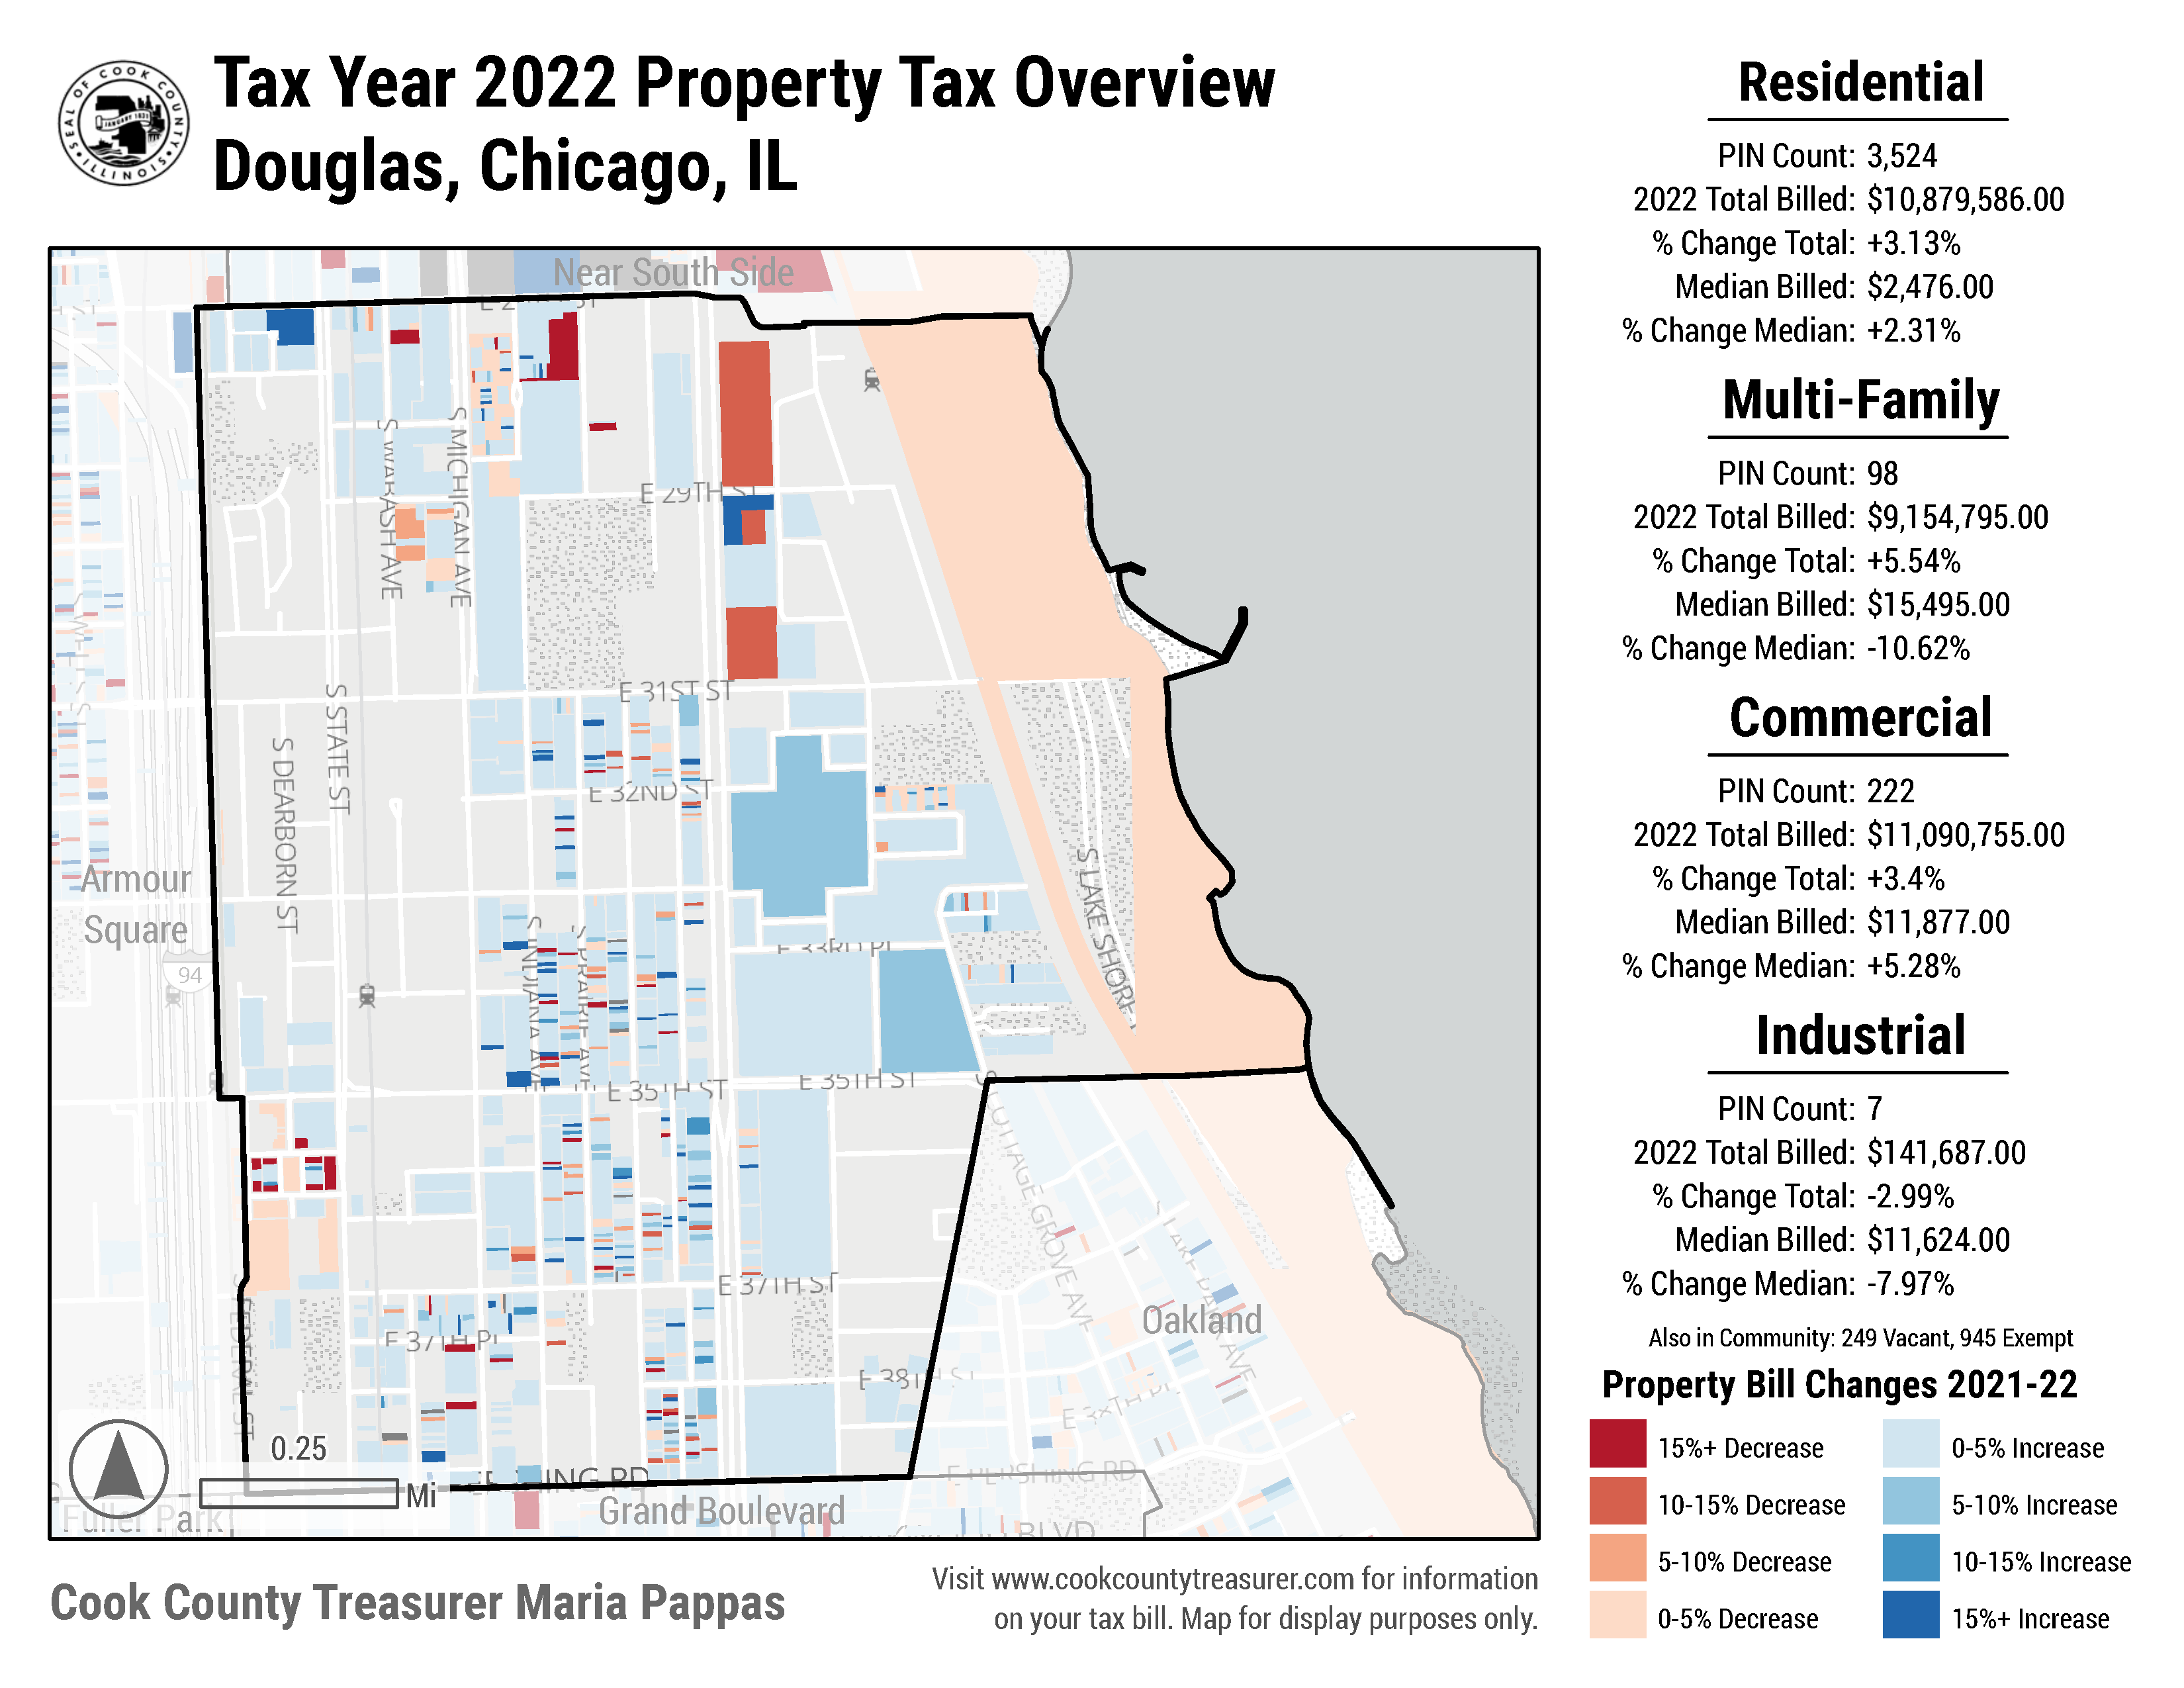 SEAL OF COOK COUNTY
ILLINOIS
JANUARY 1831
Tax Year 2022 Property Tax Overview
Douglas, Chicago, IL
Near South Side
S WABASH AVE
S MICHIGAN AVE
E 29TH ST
E 31ST ST
S STATE ST
S DEARBORN ST
E 32ND ST
Armour
Square
94
S INDIANA AVE
S PRAIRIE AVE
E 33RD PL
S LAKE SHORE
E 35TH ST
E 35TH ST
COTTAGE GROVE AVE
S LAKE PARK AVE
E 37TH ST
Oakland
E 37TH PL
S FEDERAL ST
E 38TH ST
0.25
Mi
E PERSHING RD
Grand Boulevard
Fuller Park
BLVD
Residential
PIN Count: 3,524
2022 Total Billed: $10,879,586.00
% Change Total: +3.13%
Median Billed: $2,476.00
% Change Median: +2.31%
Multi-Family
PIN Count: 98
2022 Total Billed: $9,154,795.00
% Change Total: +5.54%
Median Billed: $15,495.00
% Change Median: -10.62%
Commercial
PIN Count: 222
2022 Total Billed: $11,090,755.00
% Change Total: +3.4%
Median Billed: $11,877.00
% Change Median: +5.28%
Industrial
PIN Count: 7
2022 Total Billed: $141,687.00
% Change Total: -2.99%
Median Billed: $11,624.00
% Change Median: -7.97%
Also in Community: 249 Vacant, 945 Exempt
Property Bill Changes 2021-22
15%+ Decrease
0-5% Increase
10-15% Decrease
5-10% Increase
5-10% Decrease
10-15% Increase
0-5% Decrease
15%+ Increase
Cook County Treasurer Maria Pappas
Visit www.cookcountytreasurer.com for information
on your tax bill. Map for display purposes only.